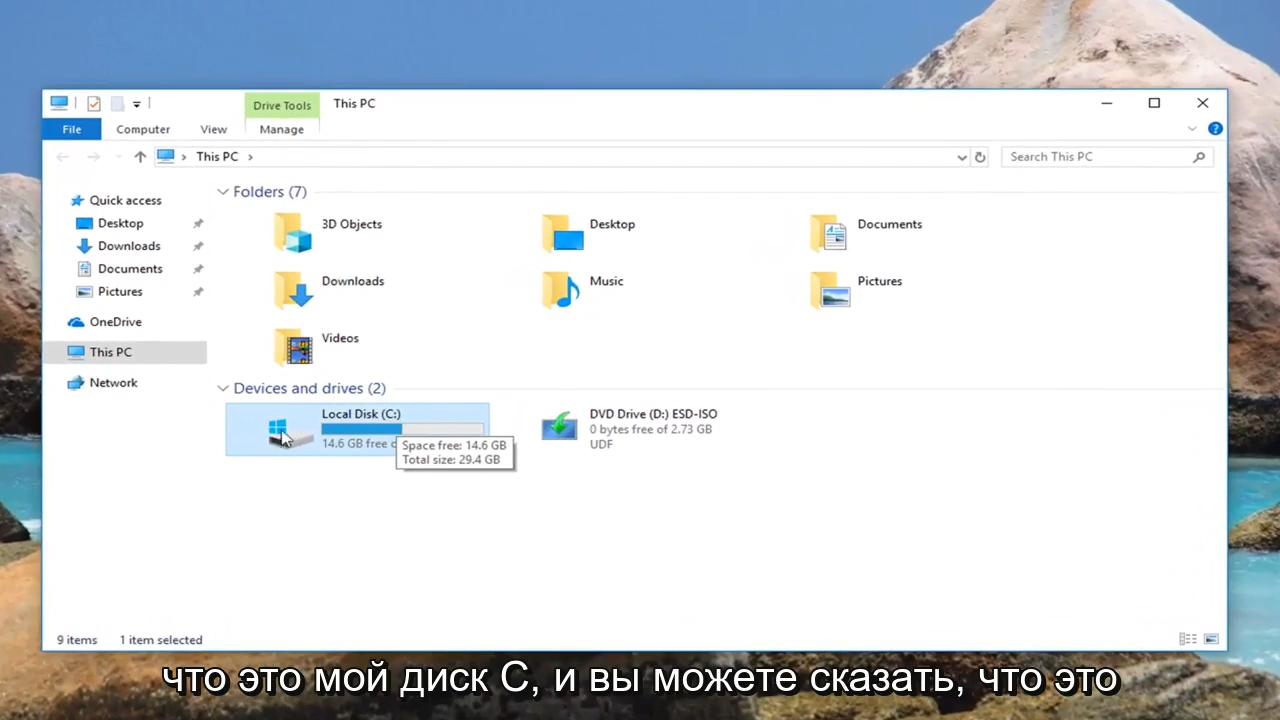 Drive Tools
This PC
File
Computer
View
Manage
This PC
Search This PC
Quick access
Desktop
Downloads
Documents
Pictures
OneDrive
This PC
Network
Folders (7)
3D Objects
Desktop
Documents
Downloads
Music
Pictures
Videos
Devices and drives (2)
Local Disk (C:)
14.6 GB free
Space free: 14.6 GB
Total size: 29.4 GB
DVD Drive (D:) ESD-ISO
0 bytes free of 2.73 GB
UDF
9 items
1 item selected
что это мой диск C, и вы можете сказать, что это